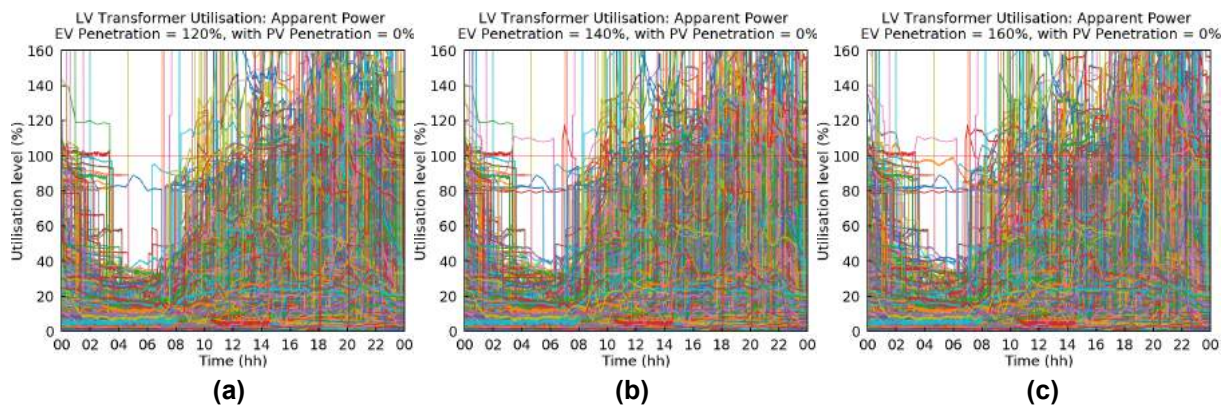 LV Transformer Utilisation: Apparent Power
EV Penetration = 120%, with PV Penetration = 0%
Utilisation level (%)
160
140
120
100
80
60
40
20
0
00 02 04 06 08 10 12 14 16 18 20 22 00
Time (hh)
(a)
LV Transformer Utilisation: Apparent Power
EV Penetration = 140%, with PV Penetration = 0%
Utilisation level (%)
160
140
120
100
80
60
40
20
0
00 02 04 06 08 10 12 14 16 18 20 22 00
Time (hh)
(b)
LV Transformer Utilisation: Apparent Power
EV Penetration = 160%, with PV Penetration = 0%
Utilisation level (%)
160
140
120
100
80
60
40
20
0
00 02 04 06 08 10 12 14 16 18 20 22 00
Time (hh)
(c)